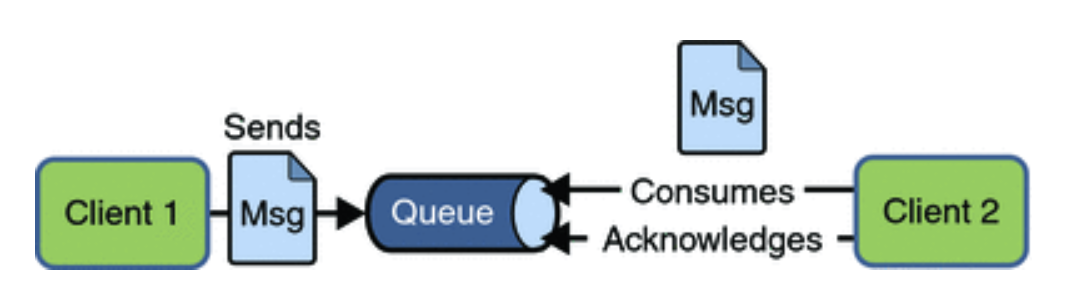 Sends
Client 1
Msg
Queue
Msg
Consumes
Acknowledges
Client 2